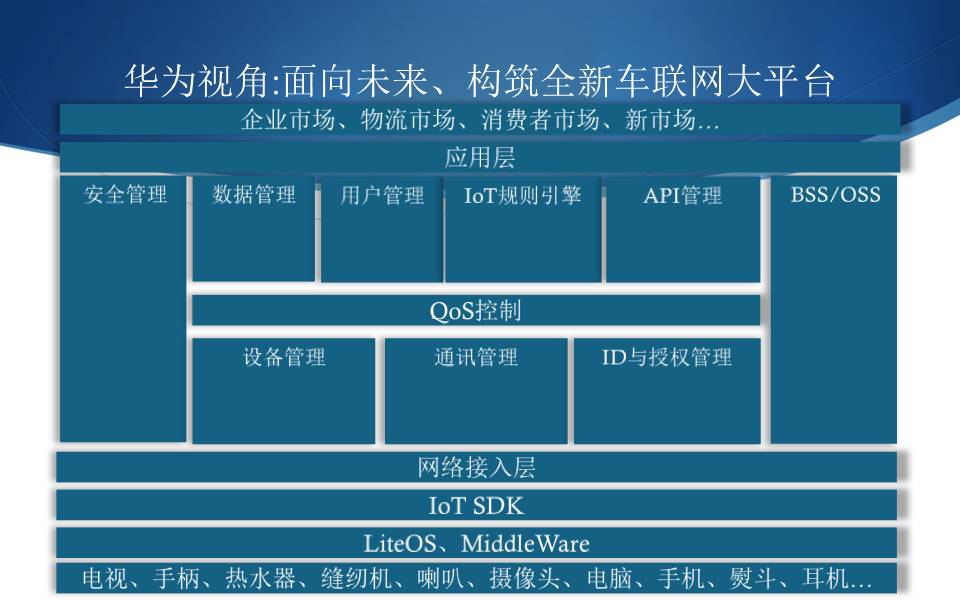 华为视角:面向未来、构筑全新车联网大平台
企业市场、物流市场、消费者市场、新市场…
应用层
安全管理
数据管理
用户管理
IoT规则引擎
API管理
BSS/OSS
QoS控制
设备管理
通讯管理
ID与授权管理
网络接入层
IoT SDK
LiteOS、MiddleWare
电视、手柄、热水器、缝纫机、喇叭、摄像头、电脑、手机、熨斗、耳机…